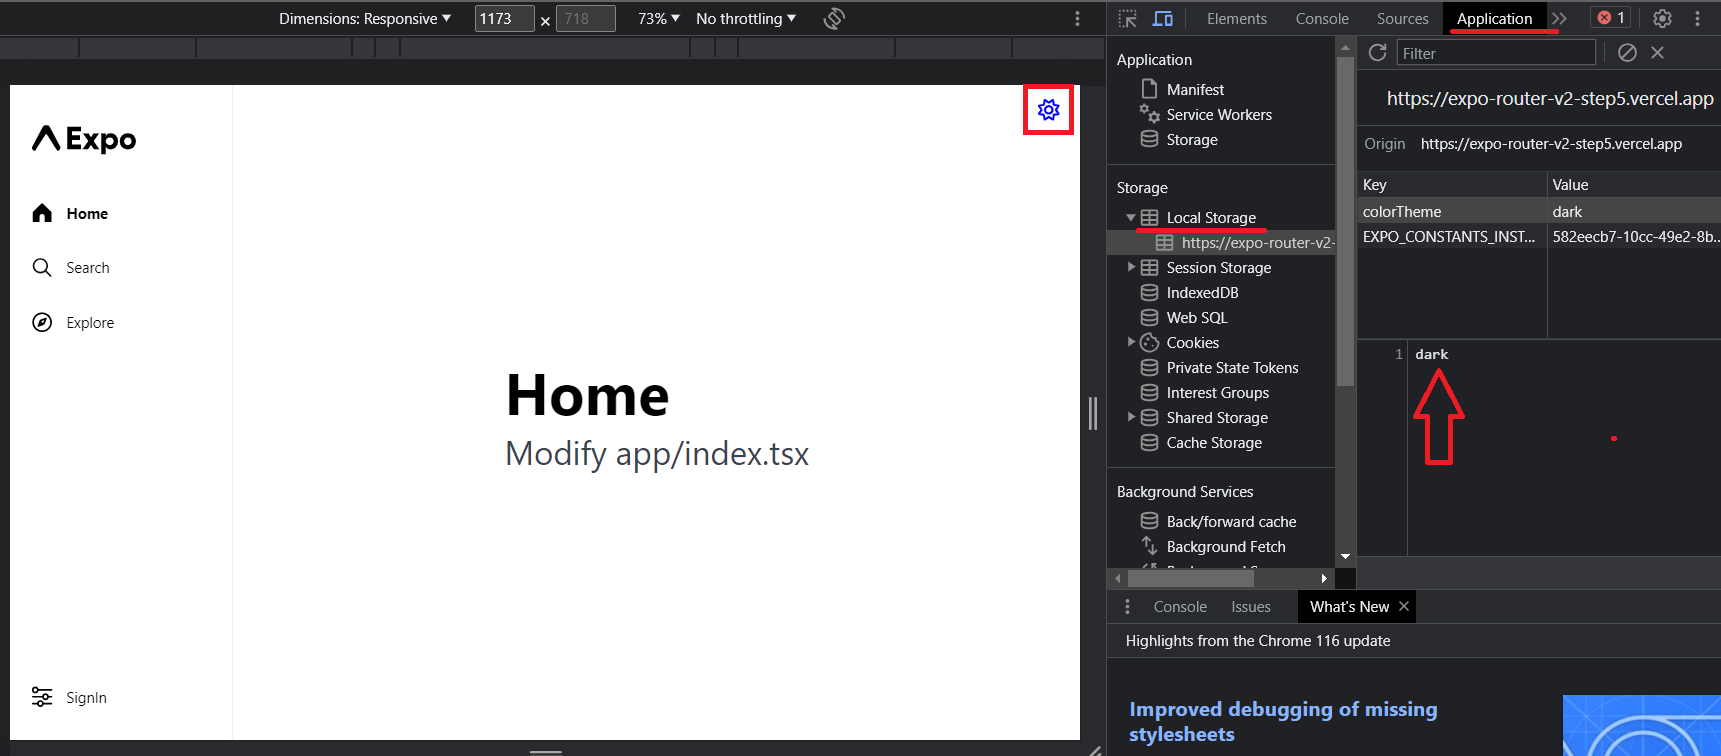 Dimensions: Responsive
1173
×
718
73%
No throttling
Expo
Home
Search
Explore
SignIn
Home
Modify app/index.tsx
Elements
Console
Sources
Application
1
Application
Manifest
Service Workers
Storage
Storage
Local Storage
https://expo-router-v2-
Session Storage
IndexedDB
Web SQL
Cookies
Private State Tokens
Interest Groups
Shared Storage
Cache Storage
Background Services
Back/forward cache
Background Fetch
Filter
https://expo-router-v2-step5.vercel.app
Origin https://expo-router-v2-step5.vercel.app
Key Value
colorTheme dark
EXPO_CONSTANTS_INST... 582eecb7-10cc-49e2-8b...
1 dark
Console
Issues
What's New
Highlights from the Chrome 116 update
Improved debugging of missing
stylesheets